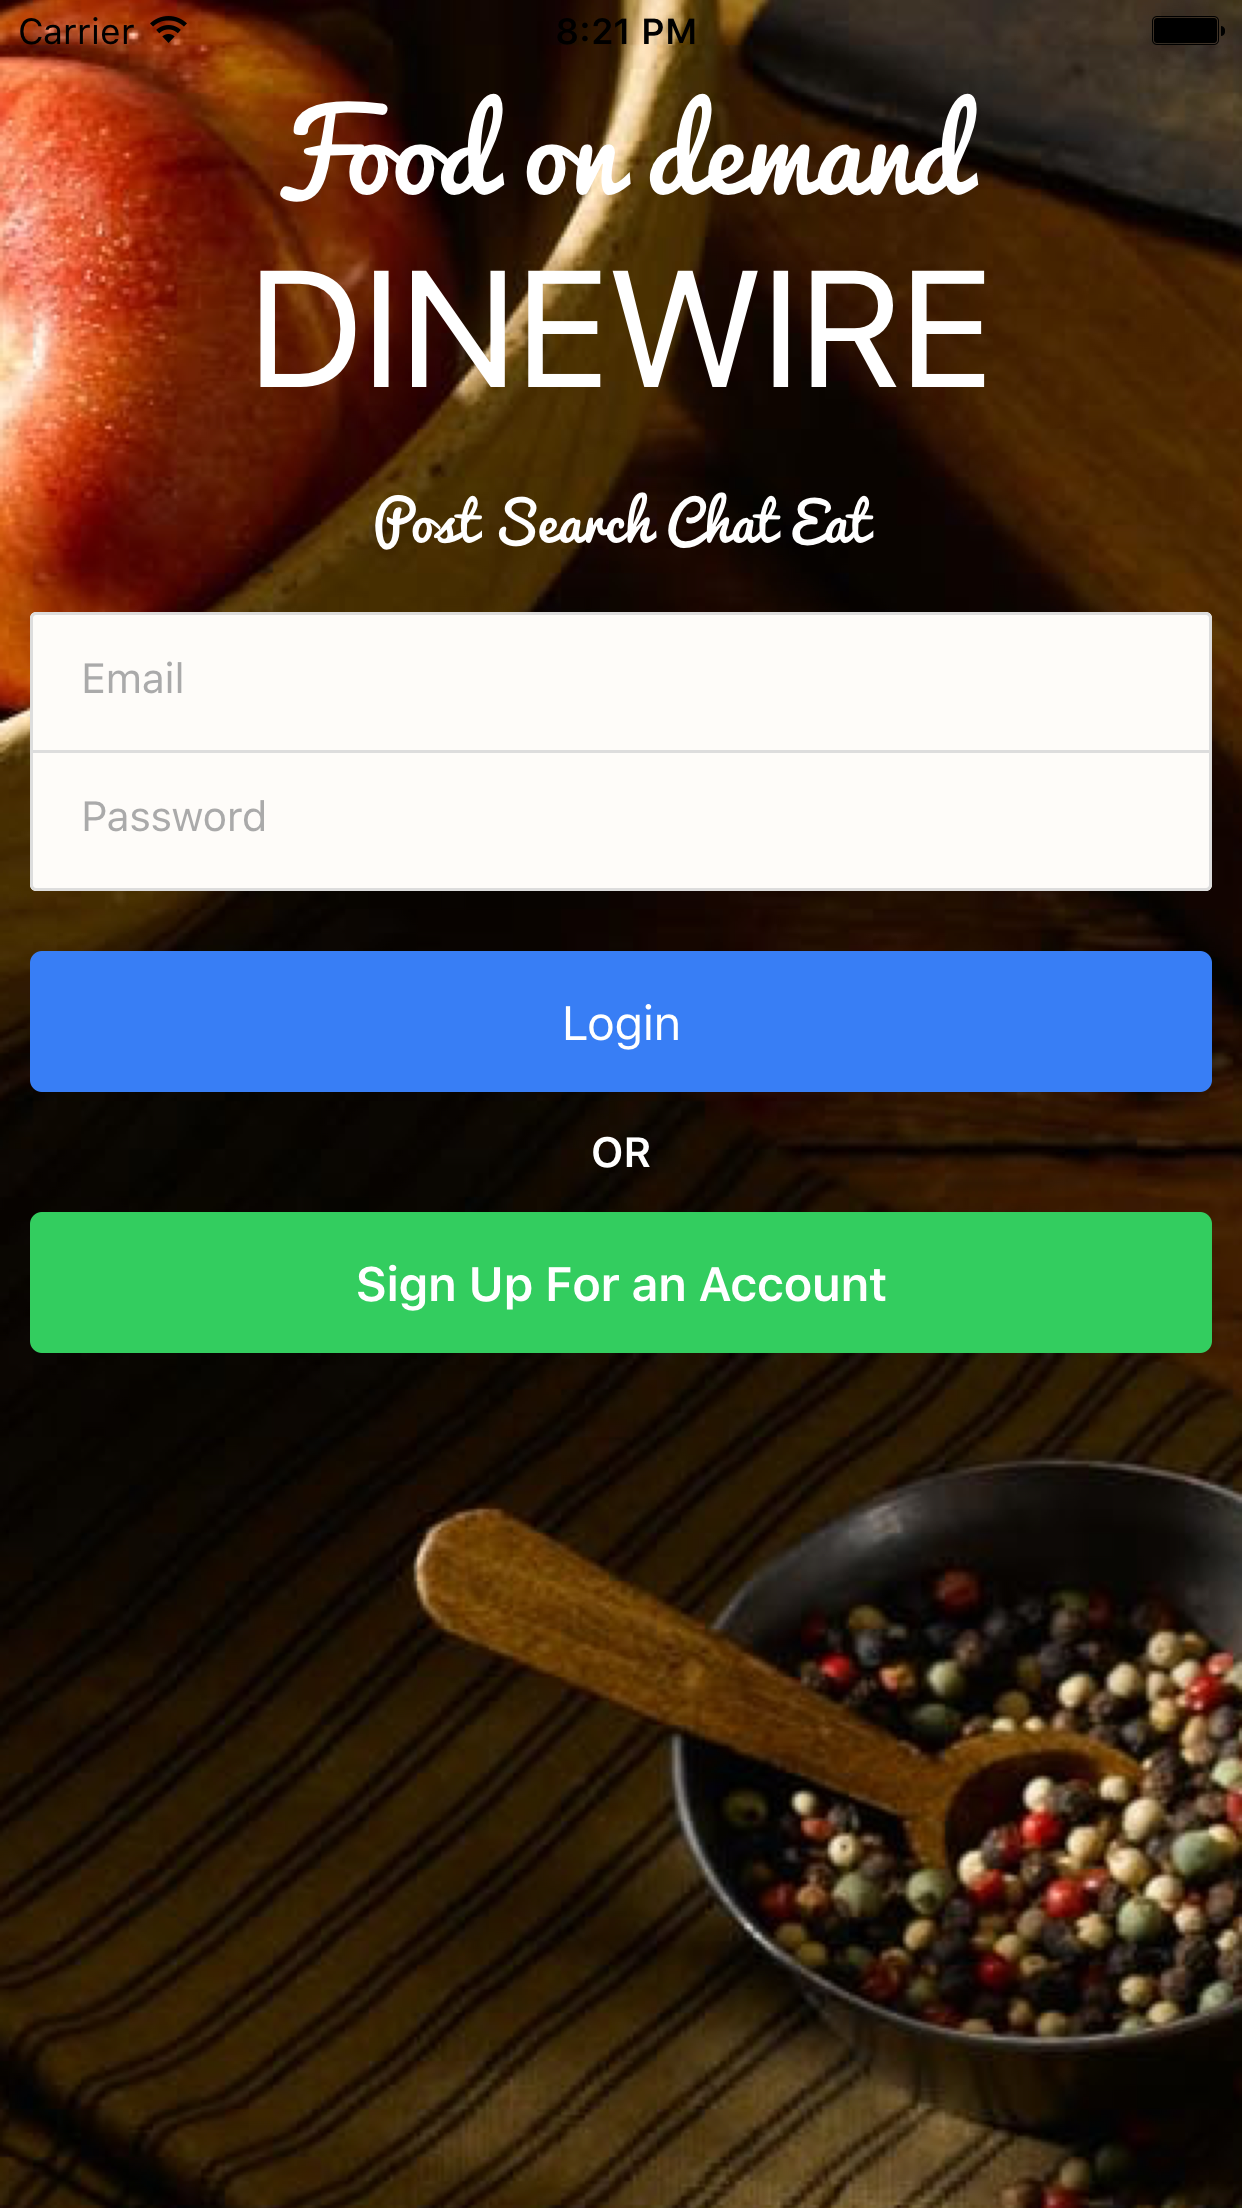 Carrier 8:21 PM
Food on demand
DINEWIRE
Post Search Chat Eat
Email
Password
Login
OR
Sign Up For an Account